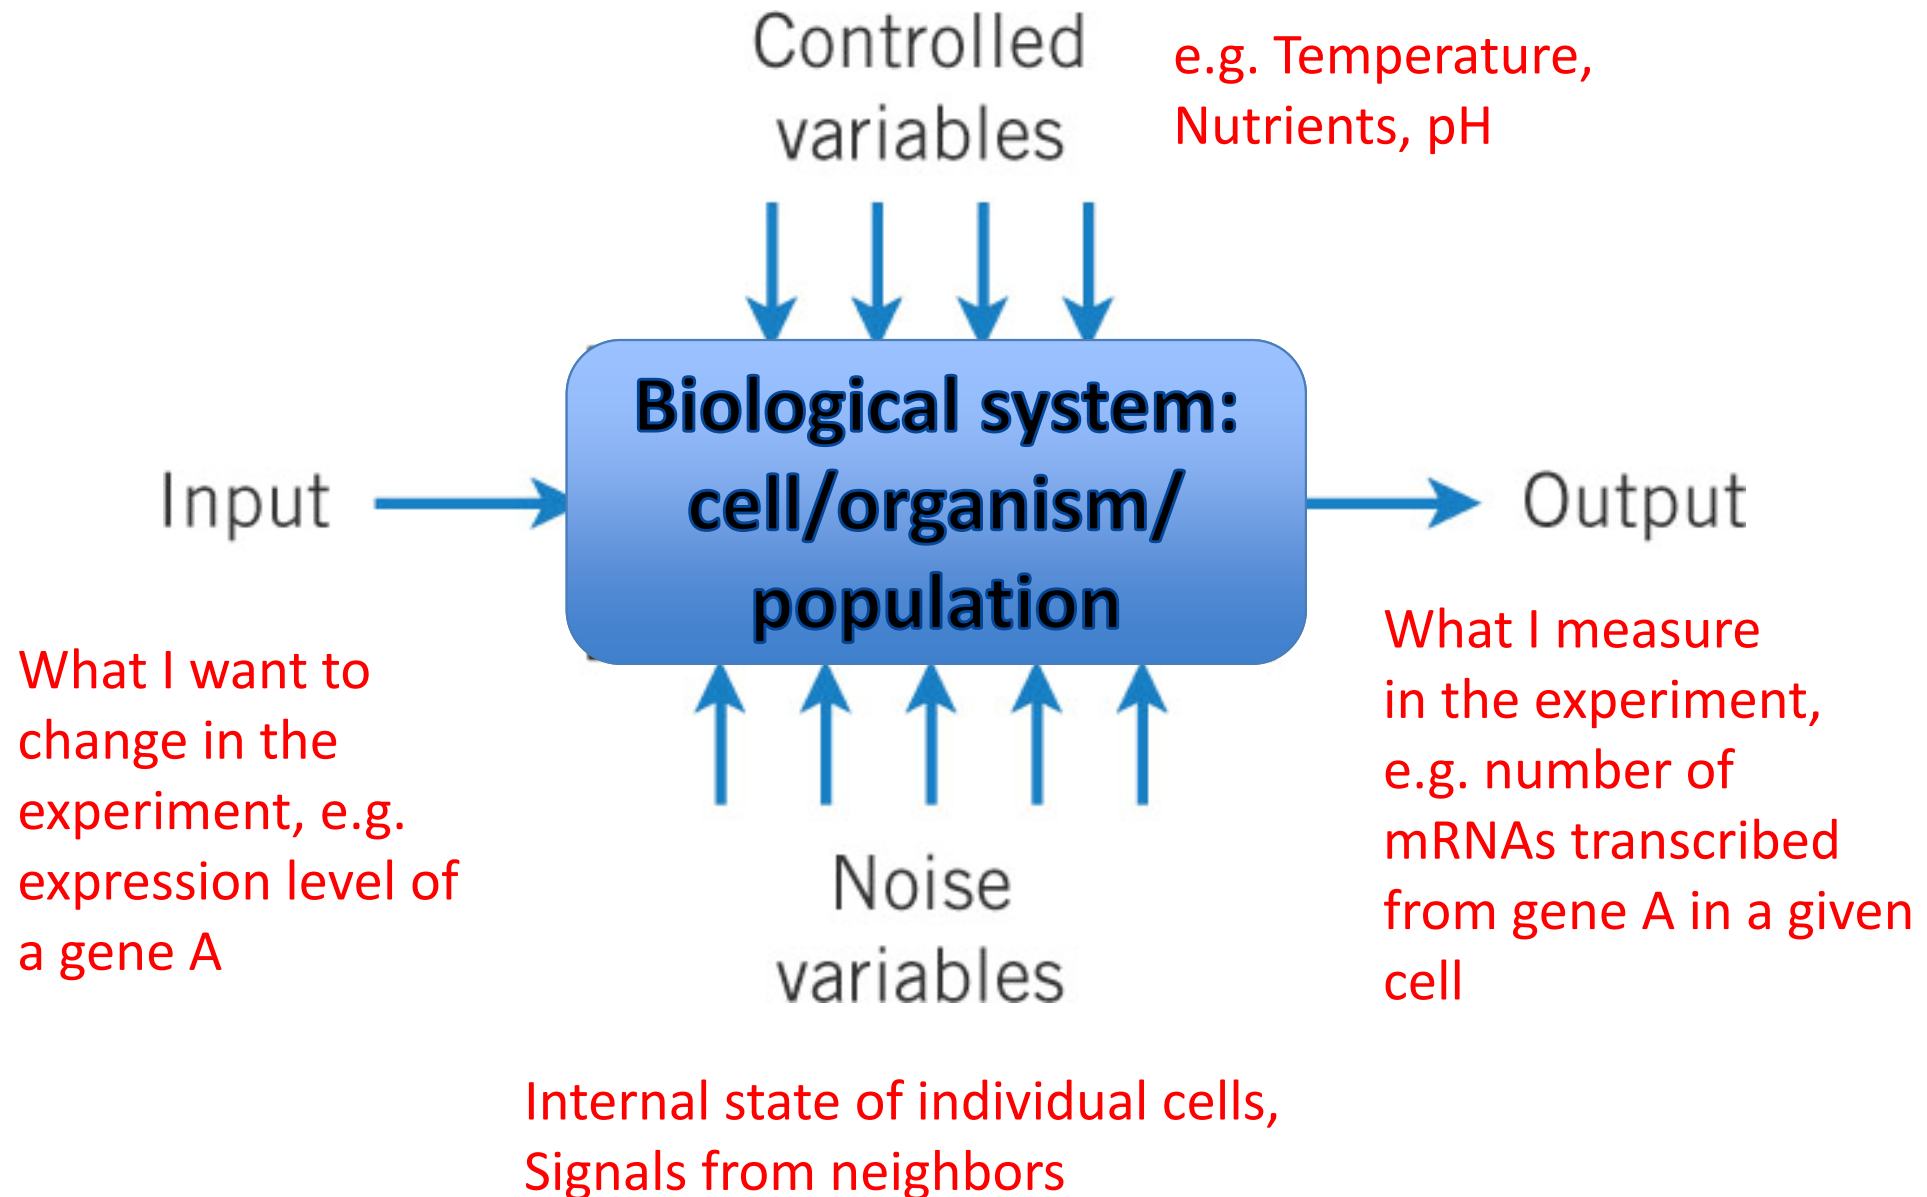 Controlled
variables
e.g. Temperature,
Nutrients, pH
Biological system:
cell/organism/
population
Input
Output
What I want to
change in the
experiment, e.g.
expression level of
a gene A
What I measure
in the experiment,
e.g. number of
mRNAs transcribed
from gene A in a given
cell
Noise
variables
Internal state of individual cells,
Signals from neighbors